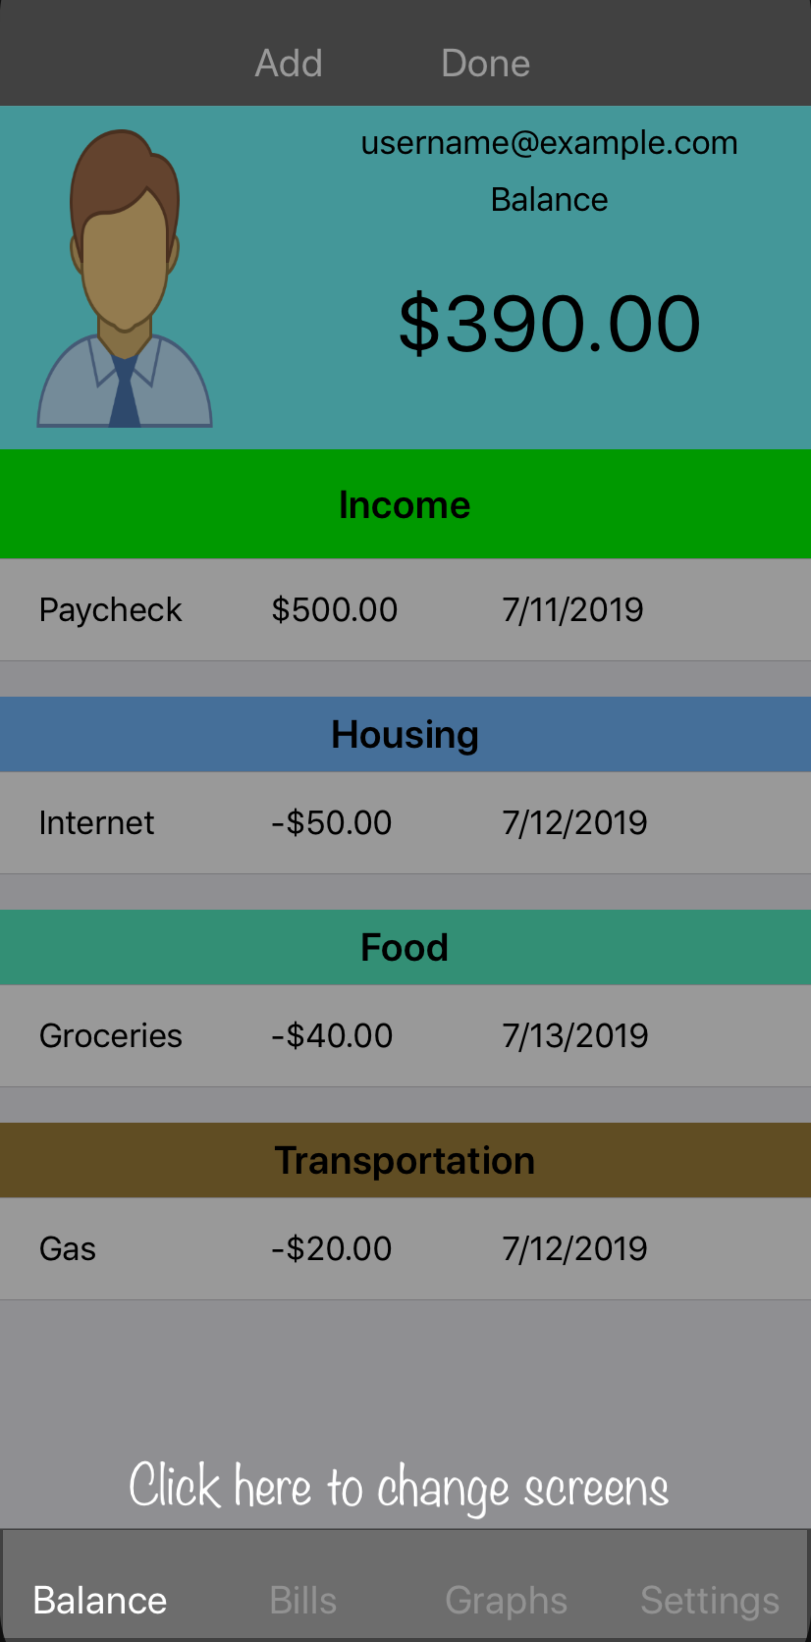 Add Done
username@example.com
Balance
$390.00
Income
Paycheck $500.00 7/11/2019
Housing
Internet -$50.00 7/12/2019
Food
Groceries -$40.00 7/13/2019
Transportation
Gas -$20.00 7/12/2019
Click here to change screens
Balance Bills Graphs Settings